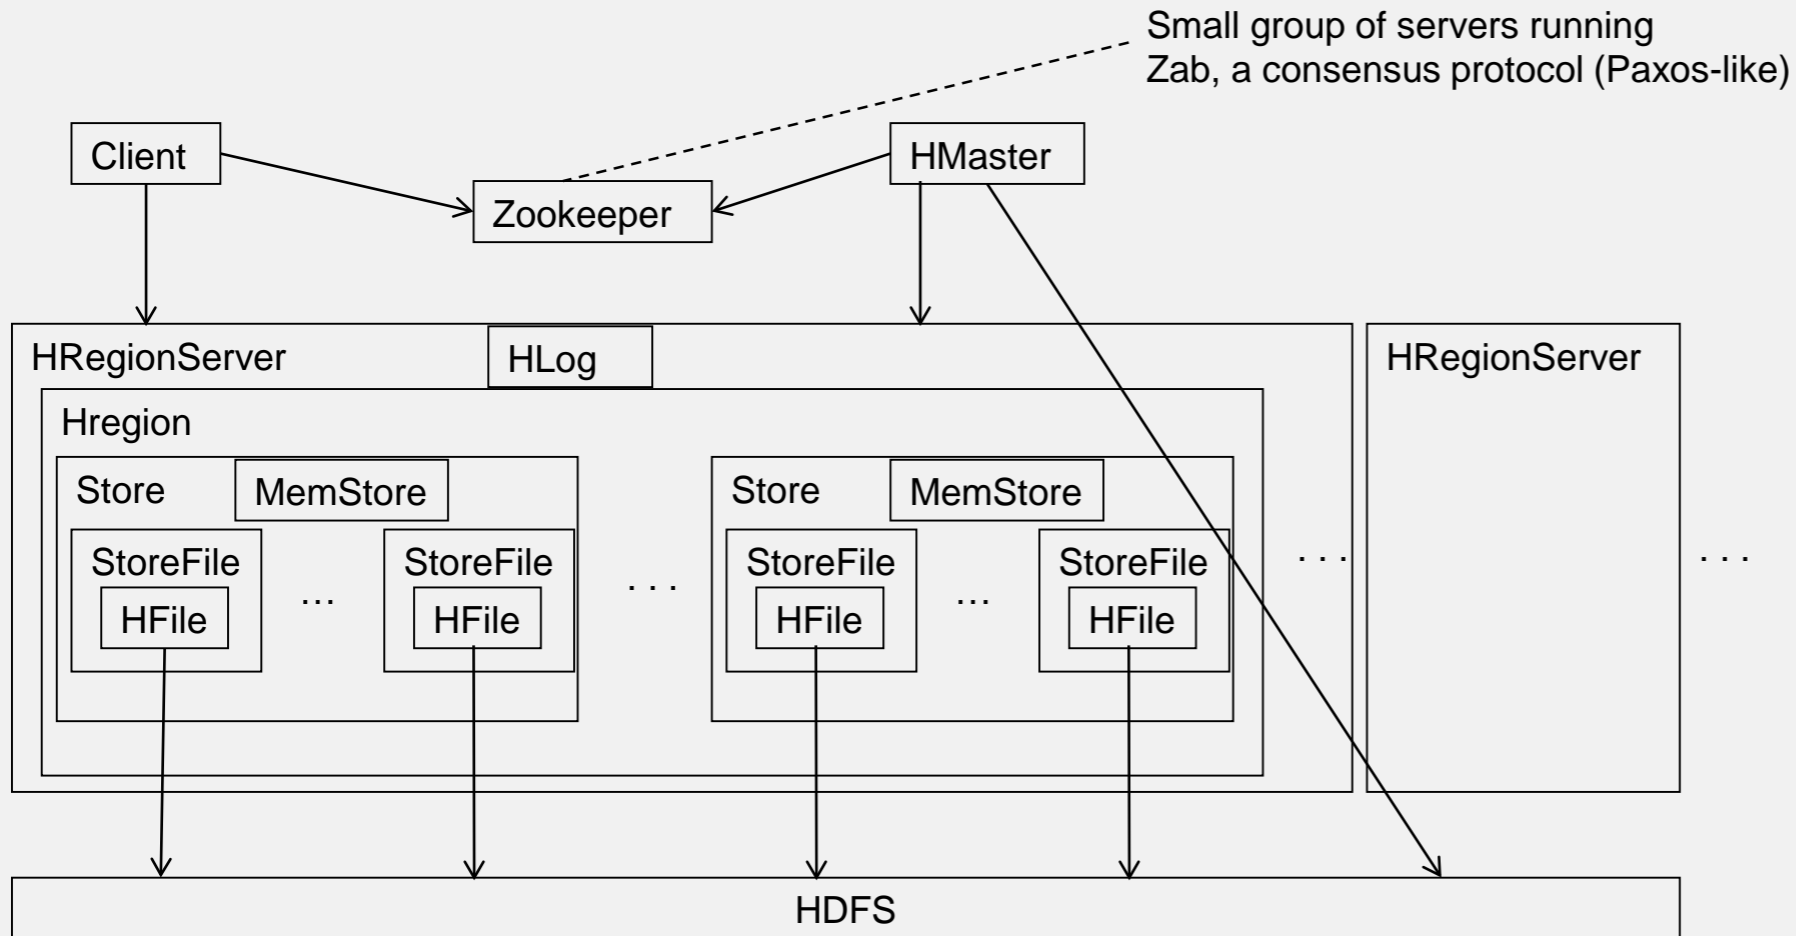 Small group of servers running
Zab, a consensus protocol (Paxos-like)
Client
HMaster
Zookeeper
HRegionServer
HLog
HRegionServer
Hregion
Store
MemStore
Store
MemStore
StoreFile
StoreFile
StoreFile
StoreFile
. . .
. . .
. . .
...
...
HFile
HFile
HFile
HFile
HDFS